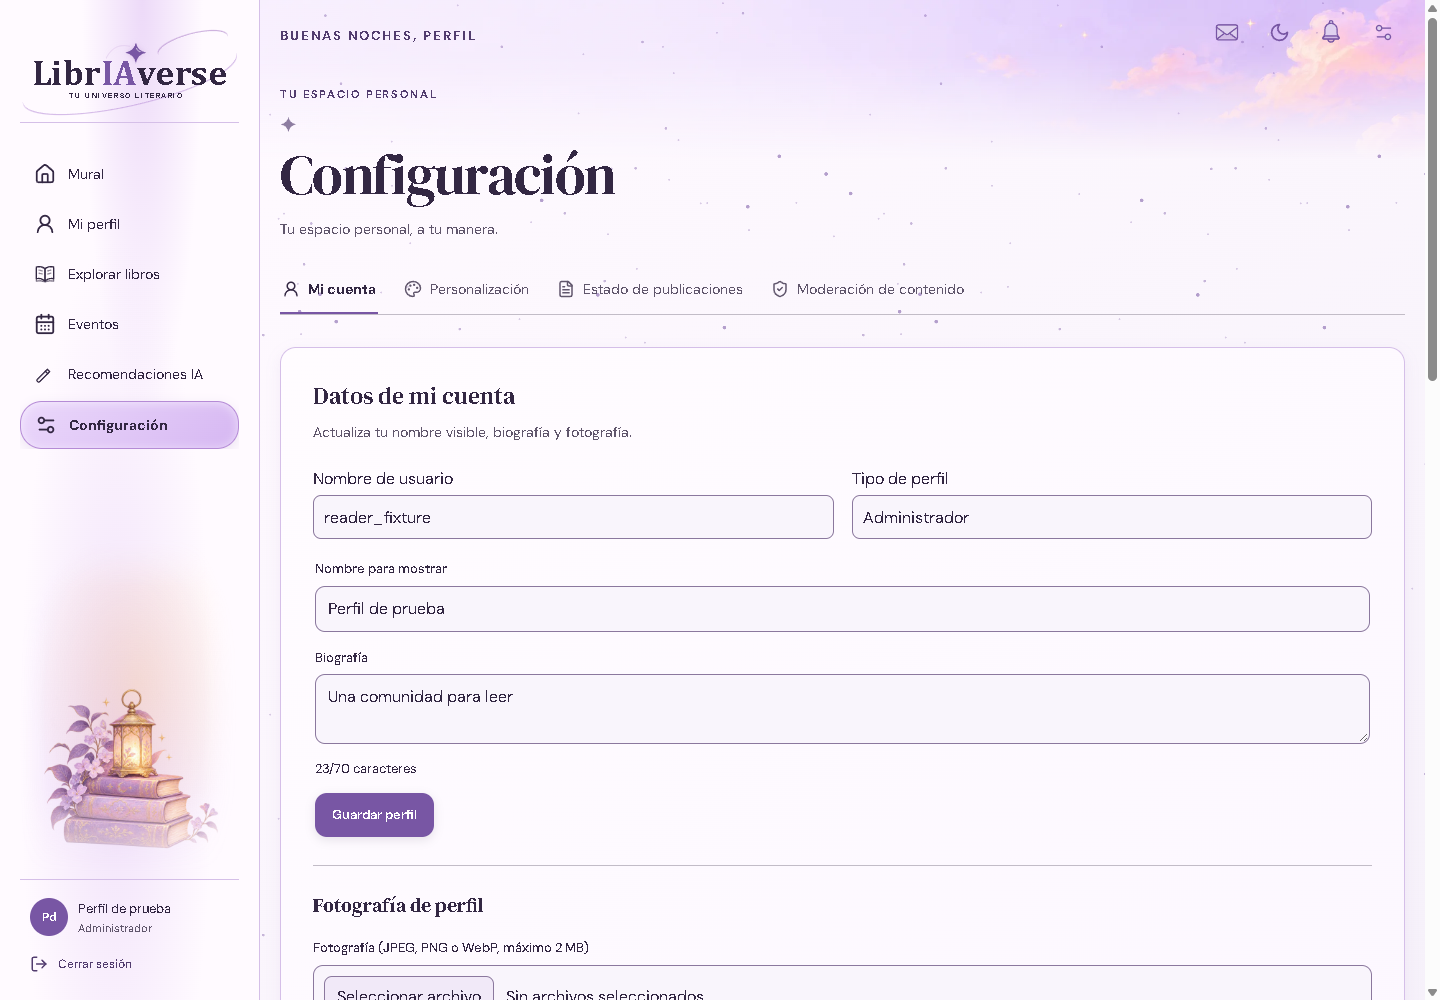 LibrIAverse
TU UNIVERSO LITERARIO
Mural
Mi perfil
Explorar libros
Eventos
Recomendaciones IA
Configuración
Pd
Perfil de prueba
Administrador
Cerrar sesión
BUENAS NOCHES, PERFIL
TU ESPACIO PERSONAL
Configuración
Tu espacio personal, a tu manera.
Mi cuenta
Personalización
Estado de publicaciones
Moderación de contenido
Datos de mi cuenta
Actualiza tu nombre visible, biografía y fotografía.
Nombre de usuario
reader_fixture
Tipo de perfil
Administrador
Nombre para mostrar
Perfil de prueba
Biografía
Una comunidad para leer
23/70 caracteres
Guardar perfil
Fotografía de perfil
Fotografía (JPEG, PNG o WebP, máximo 2 MB)
Seleccionar archivo
Sin archivos seleccionados